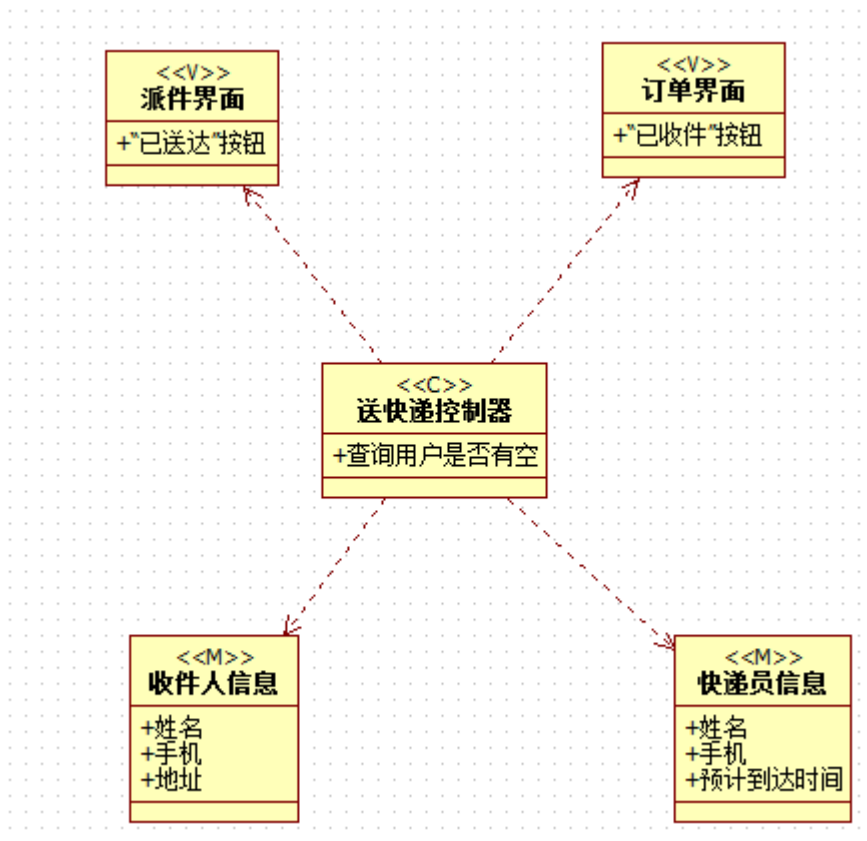 <<V>>
派件界面
+“已送达”按钮
<<V>>
订单界面
+“已收件”按钮
<<C>>
送快递控制器
+查询用户是否有空
<<M>>
收件人信息
+姓名
+手机
+地址
<<M>>
快递员信息
+姓名
+手机
+预计到达时间